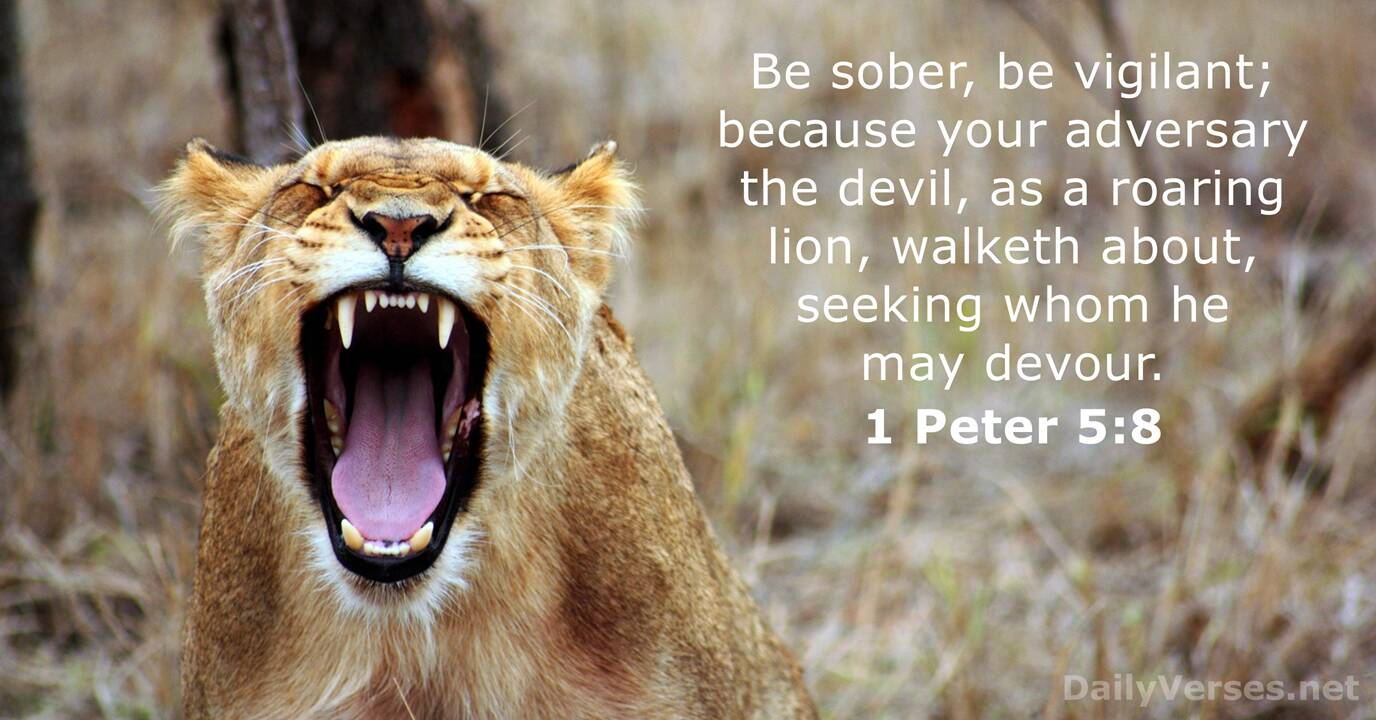 Be sober, be vigilant;
because your adversary
the devil, as a roaring
lion, walketh about,
seeking whom he
may devour.
1 Peter 5:8
DailyVerses.net